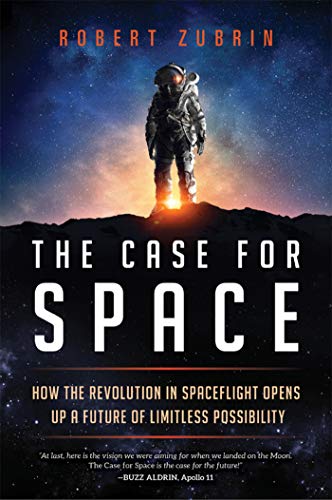 ROBERT ZUBRIN
THE CASE FOR
SPACE
HOW THE REVOLUTION IN SPACEFLIGHT OPENS
UP A FUTURE OF LIMITLESS POSSIBILITY
"At last, here is the vision we were aiming for when we landed on the Moon.
The Case for Space is the case for the future!"
—BUZZ ALDRIN, Apollo 11